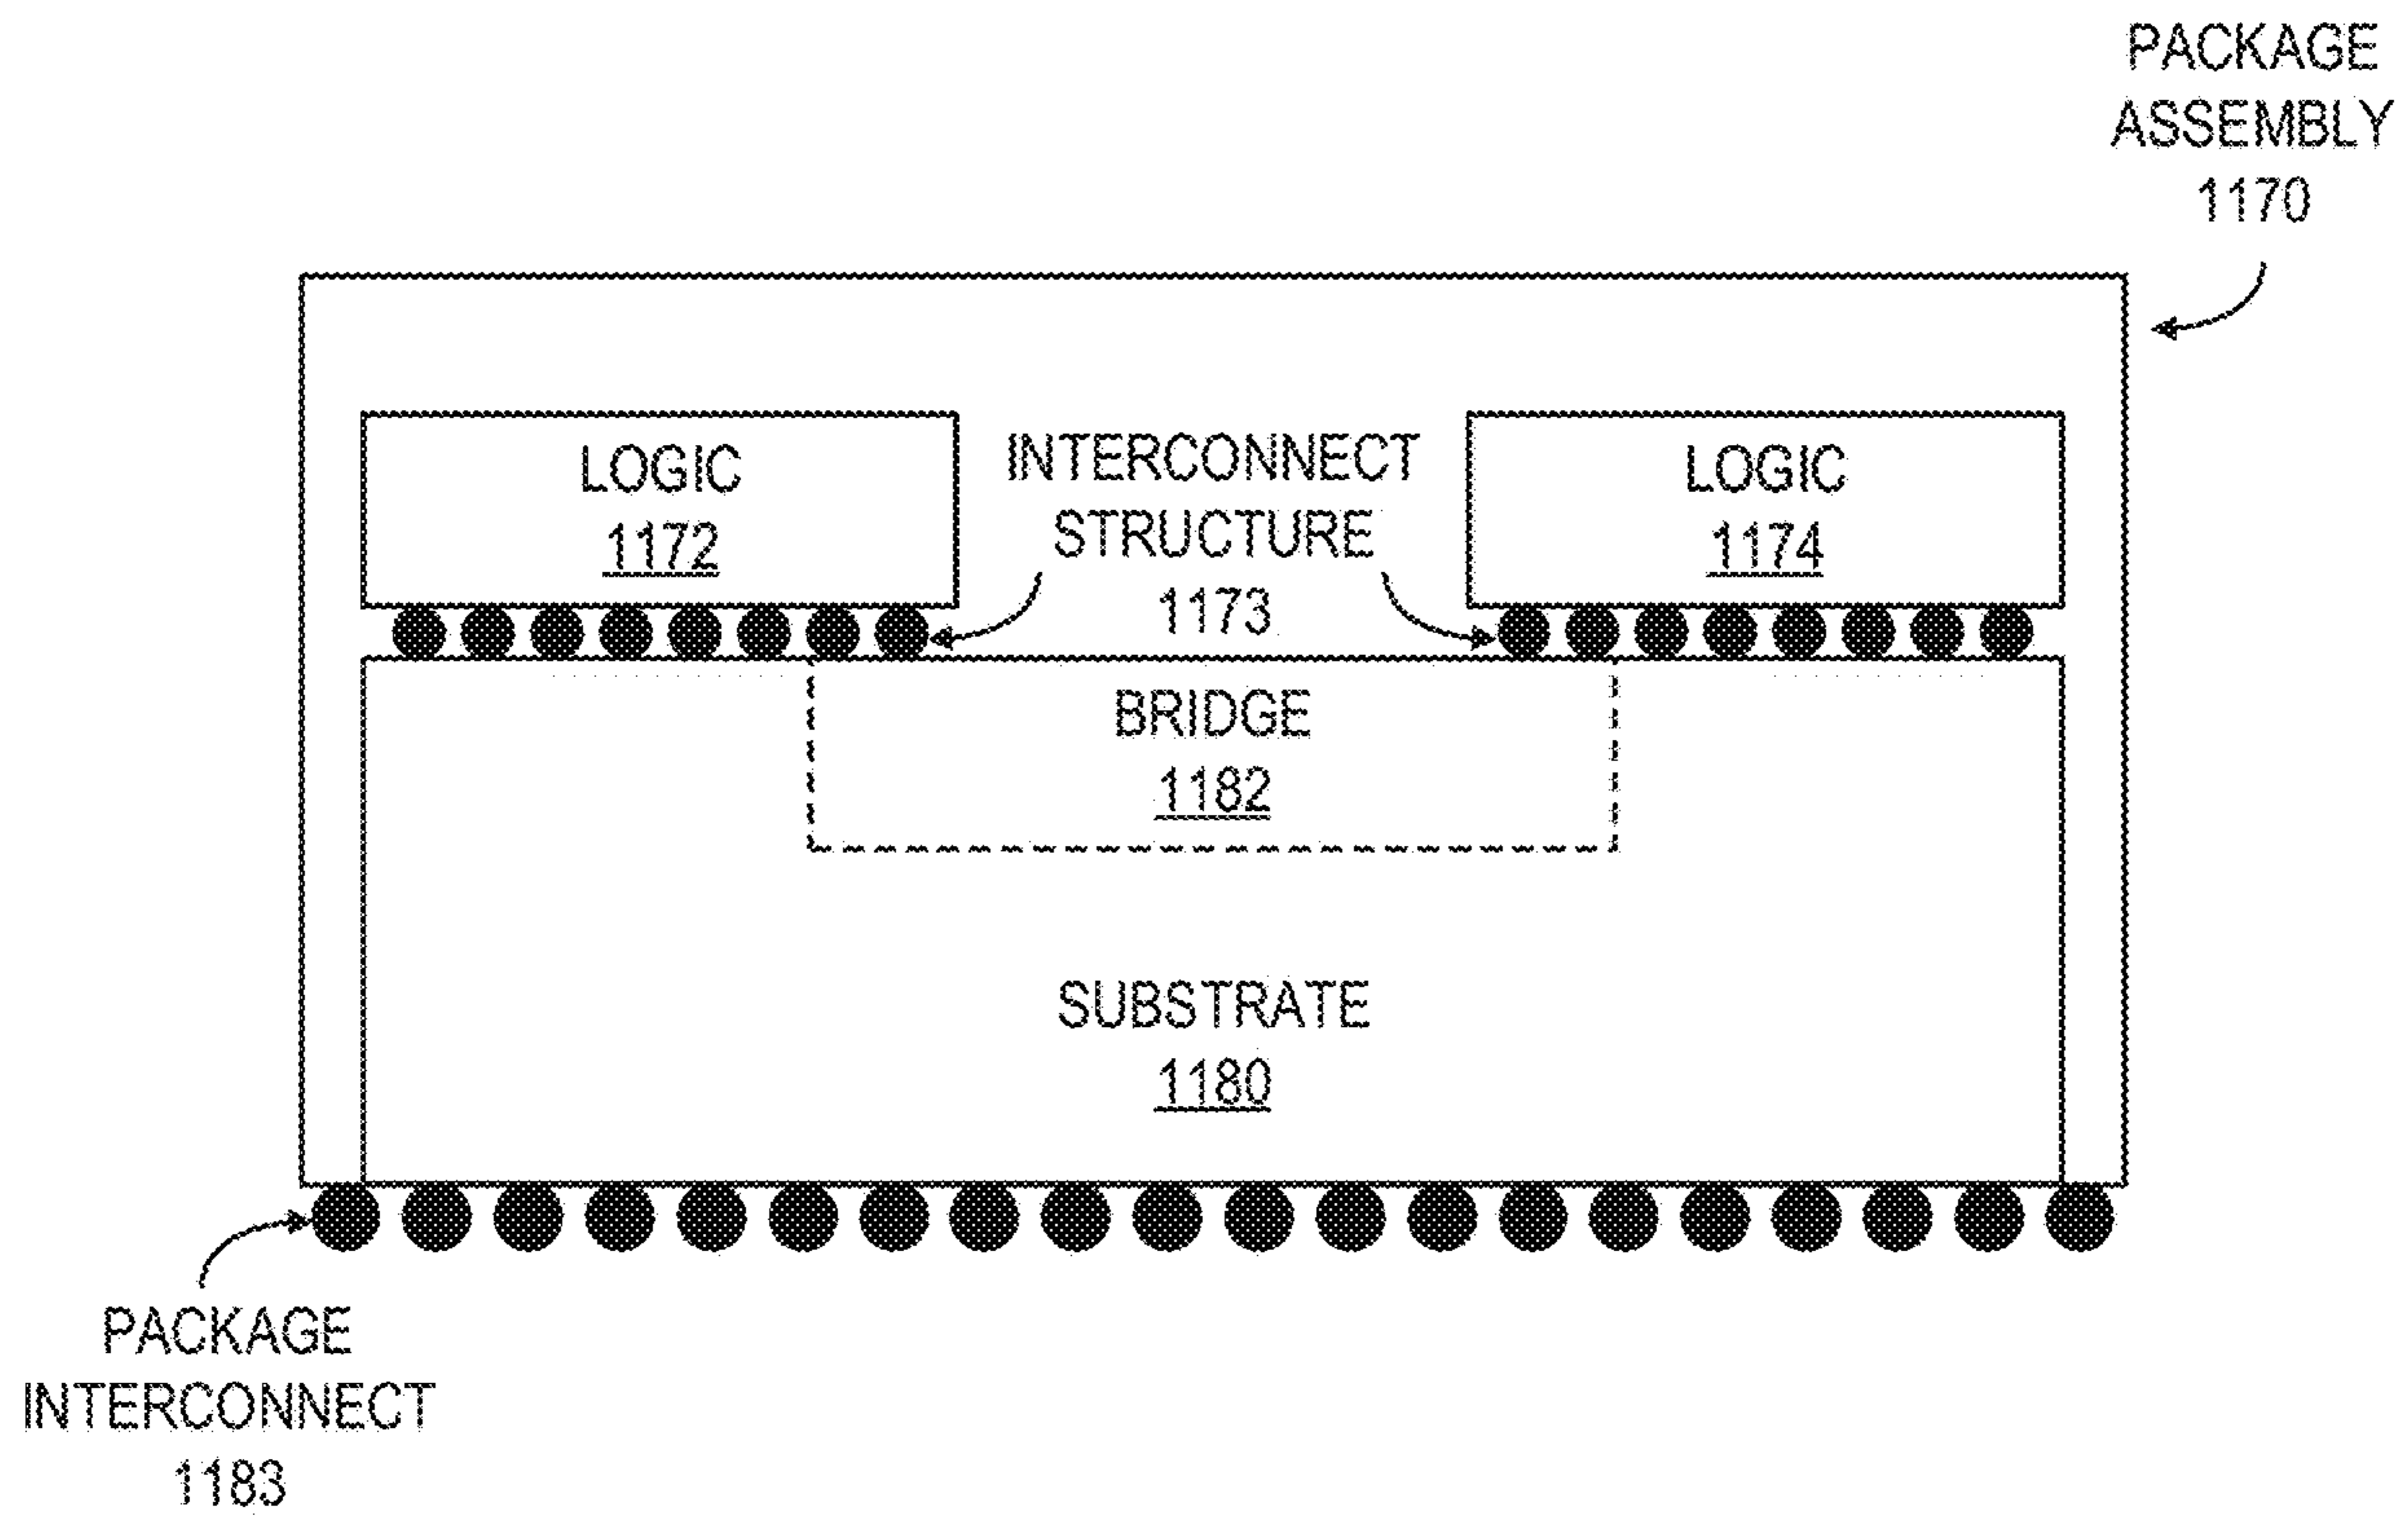 PACKAGE
ASSEMBLY
1170
LOGIC
1172
INTERCONNECT
STRUCTURE
1173
LOGIC
1174
BRIDGE
1182
SUBSTRATE
1180
PACKAGE
INTERCONNECT
1183